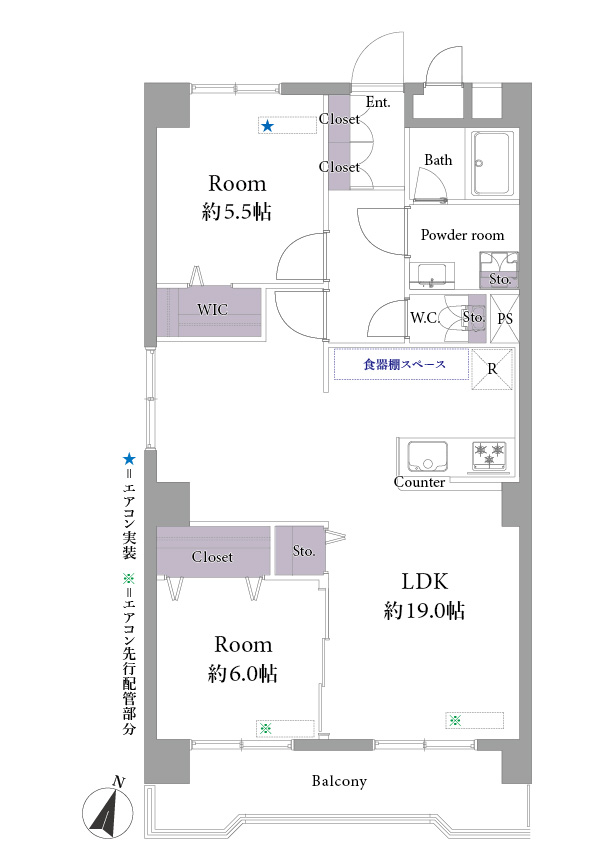 Ent.
Closet
★
Closet
Bath
Room
約5.5帖
Powder room
Sto.
WIC
W.C.
Sto.
PS
食器棚スペース
R
Counter
★=エアコン実装
※=エアコン先行配管部分
Closet
Sto.
LDK
約19.0帖
Room
約6.0帖
※
※
Balcony
N